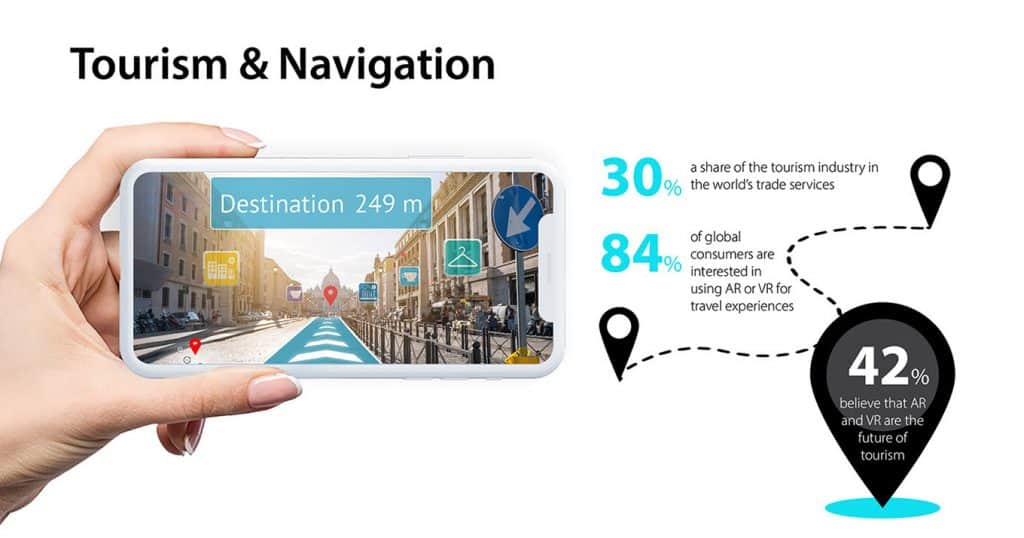 Tourism & Navigation
Destination 249 m
30%
a share of the tourism industry in
the world's trade services
84%
of global
consumers are
interested in
using AR or VR for
travel experiences
42%
believe that AR
and VR are the
future of
tourism